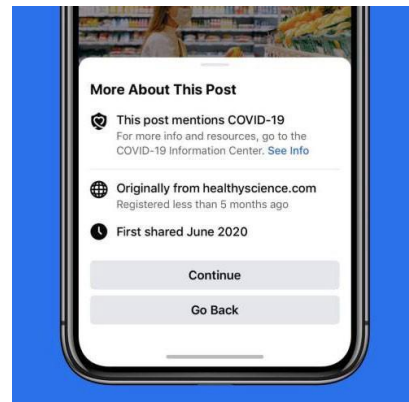 More About This Post
This post mentions COVID-19
For more info and resources, go to the
COVID-19 Information Center. See Info
Originally from healthyscience.com
Registered less than 5 months ago
First shared June 2020
Continue
Go Back